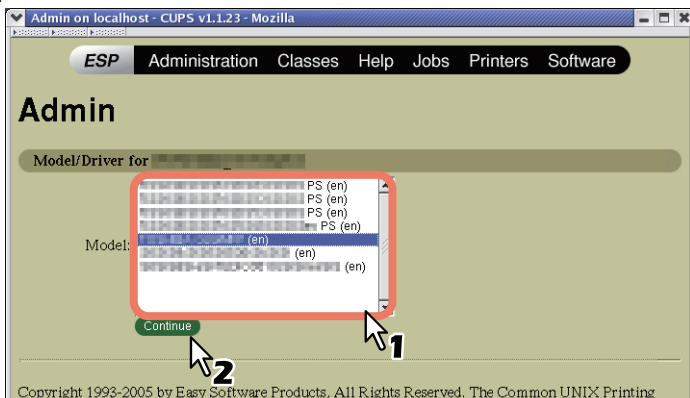 Admin on localhost - CUPS v1.1.23 - Mozilla
ESP Administration Classes Help Jobs Printers Software
Admin
Model/Driver for
PS (en)
PS (en)
PS (en)
PS (en)
Model: (en)
(en)
(en)
1
Continue
2
Copyright 1993-2005 by Easy Software Products, All Rights Reserved. The Common UNIX Printing